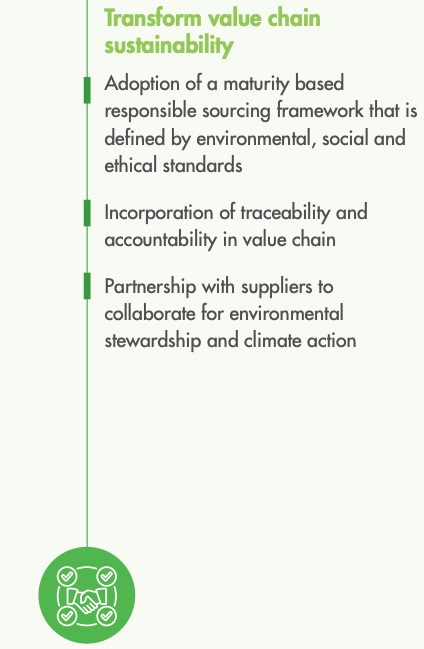 Transform value chain
sustainability
Adoption of a maturity based
responsible sourcing framework that is
defined by environmental, social and
ethical standards
Incorporation of traceability and
accountability in value chain
Partnership with suppliers to
collaborate for environmental
stewardship and climate action